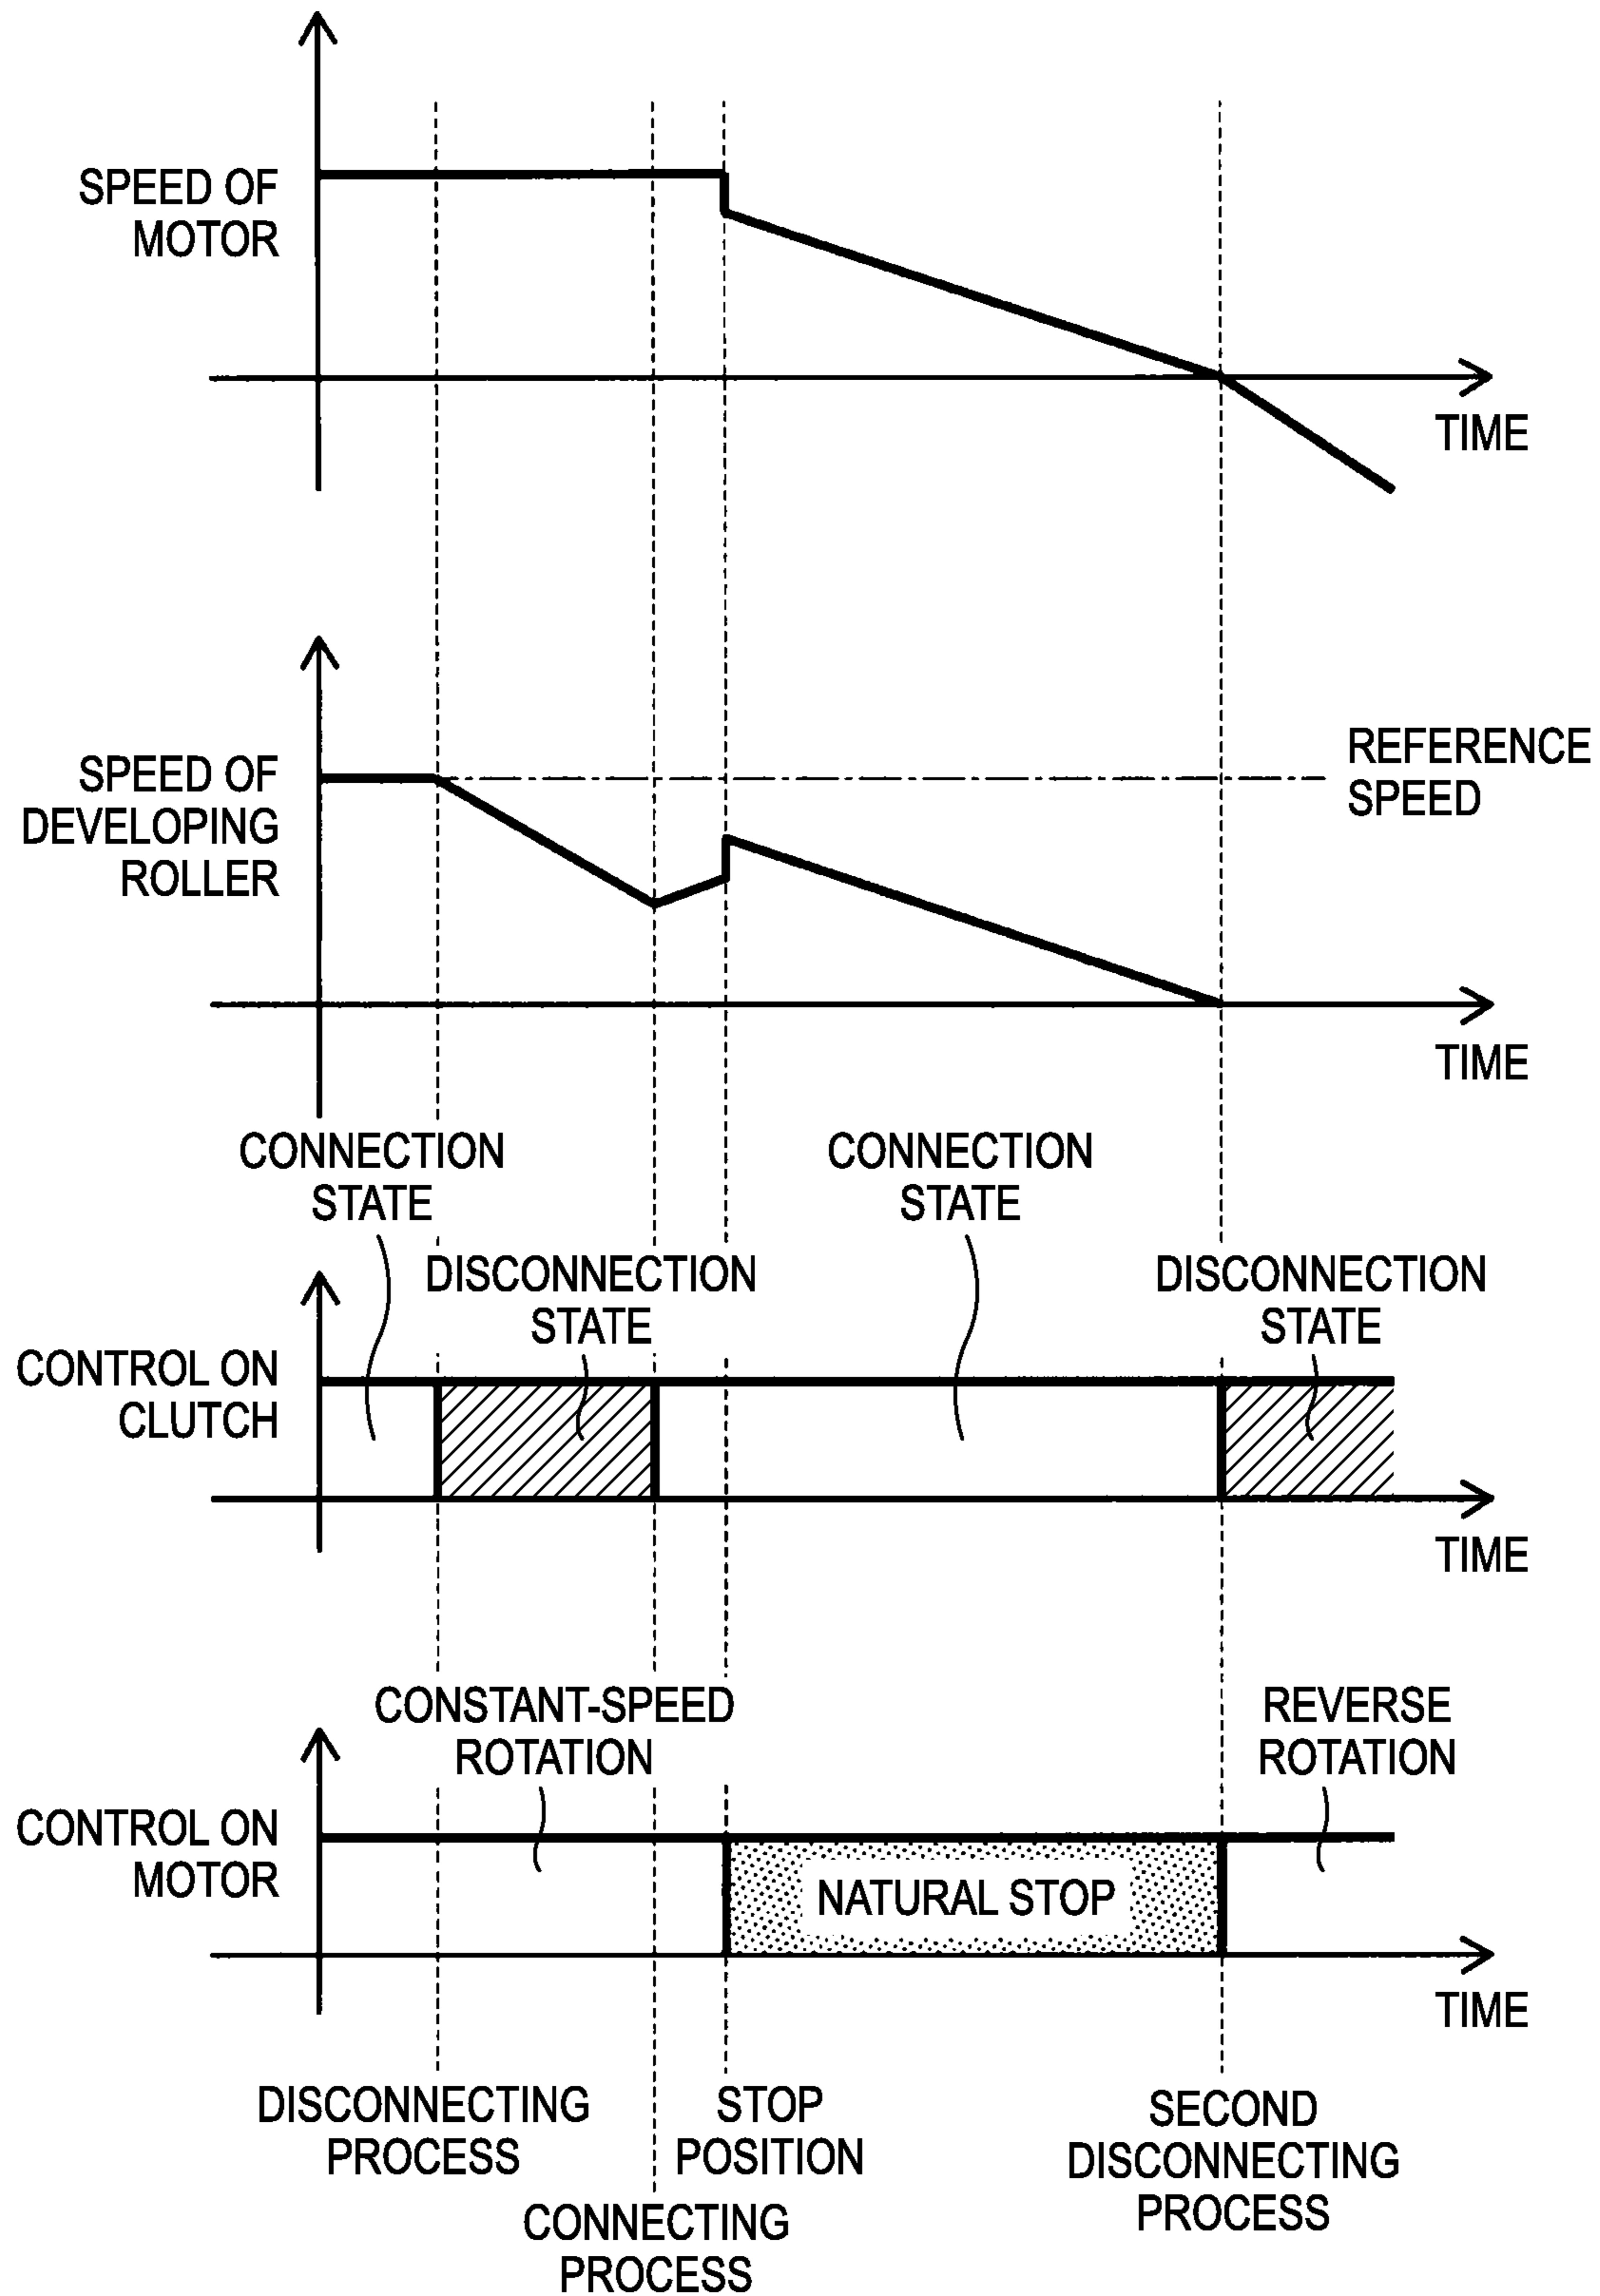 SPEED OF
MOTOR
TIME
REFERENCE
SPEED
SPEED OF
DEVELOPING
ROLLER
TIME
CONNECTION
STATE
CONNECTION
STATE
DISCONNECTION
STATE
DISCONNECTION
STATE
CONTROL ON
CLUTCH
TIME
CONSTANT-SPEED
ROTATION
REVERSE
ROTATION
CONTROL ON
MOTOR
NATURAL STOP
TIME
DISCONNECTING
PROCESS
CONNECTING
PROCESS
STOP
POSITION
SECOND
DISCONNECTING
PROCESS